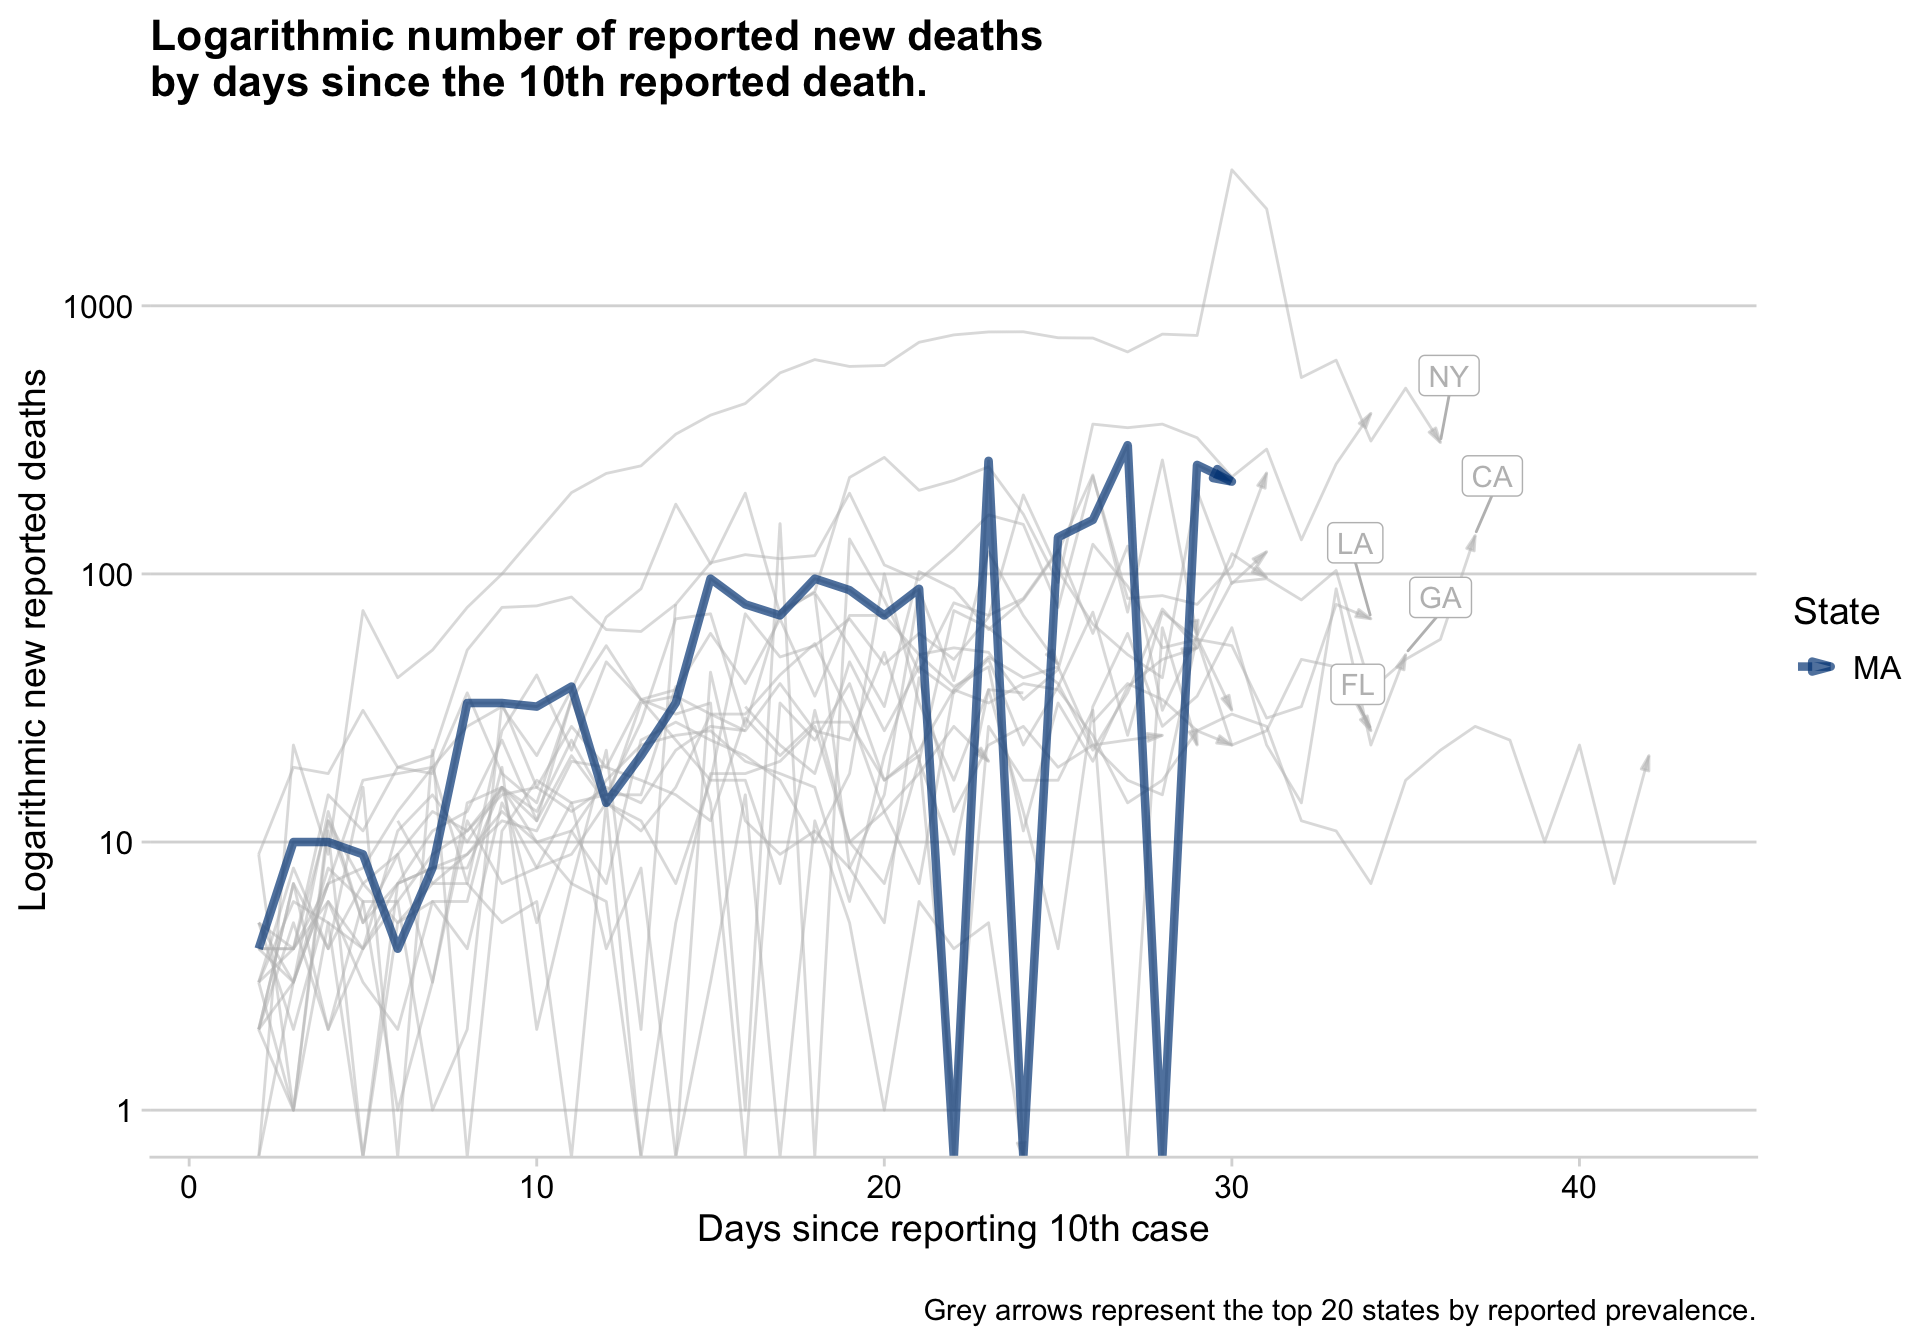 Logarithmic number of reported new deaths
by days since the 10th reported death.
Logarithmic new reported deaths
1000
100
10
1
NY
CA
LA
GA
FL
State
MA
0 10 20 30 40
Days since reporting 10th case
Grey arrows represent the top 20 states by reported prevalence.